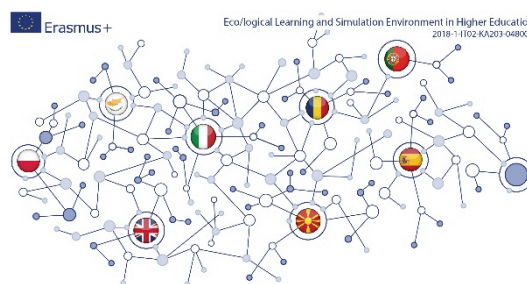 Erasmus+
Eco/logical Learning and Simulation Environment in Higher Educatio
2018-1-IT02-KA203-04800